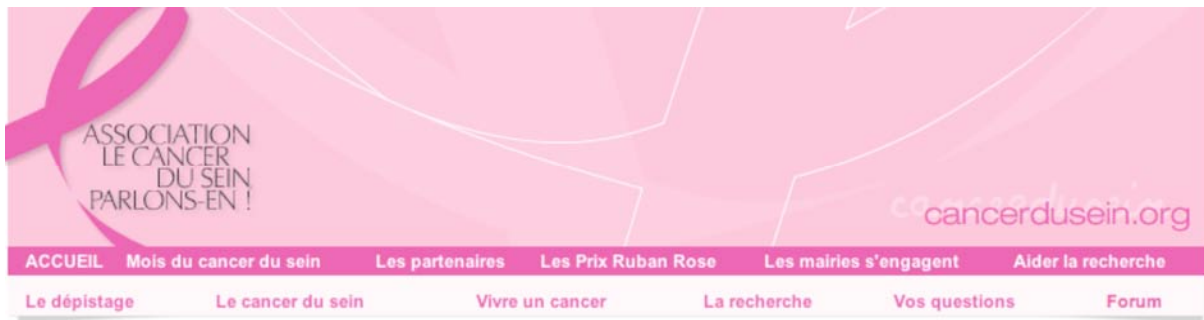 ASSOCIATION
LE CANCER
DU SEIN
PARLONS-EN !
cancerdusein.org
ACCUEIL Mois du cancer du sein Les partenaires Les Prix Ruban Rose Les mairies s'engagent Aider la recherche
Le dépistage Le cancer du sein Vivre un cancer La recherche Vos questions Forum